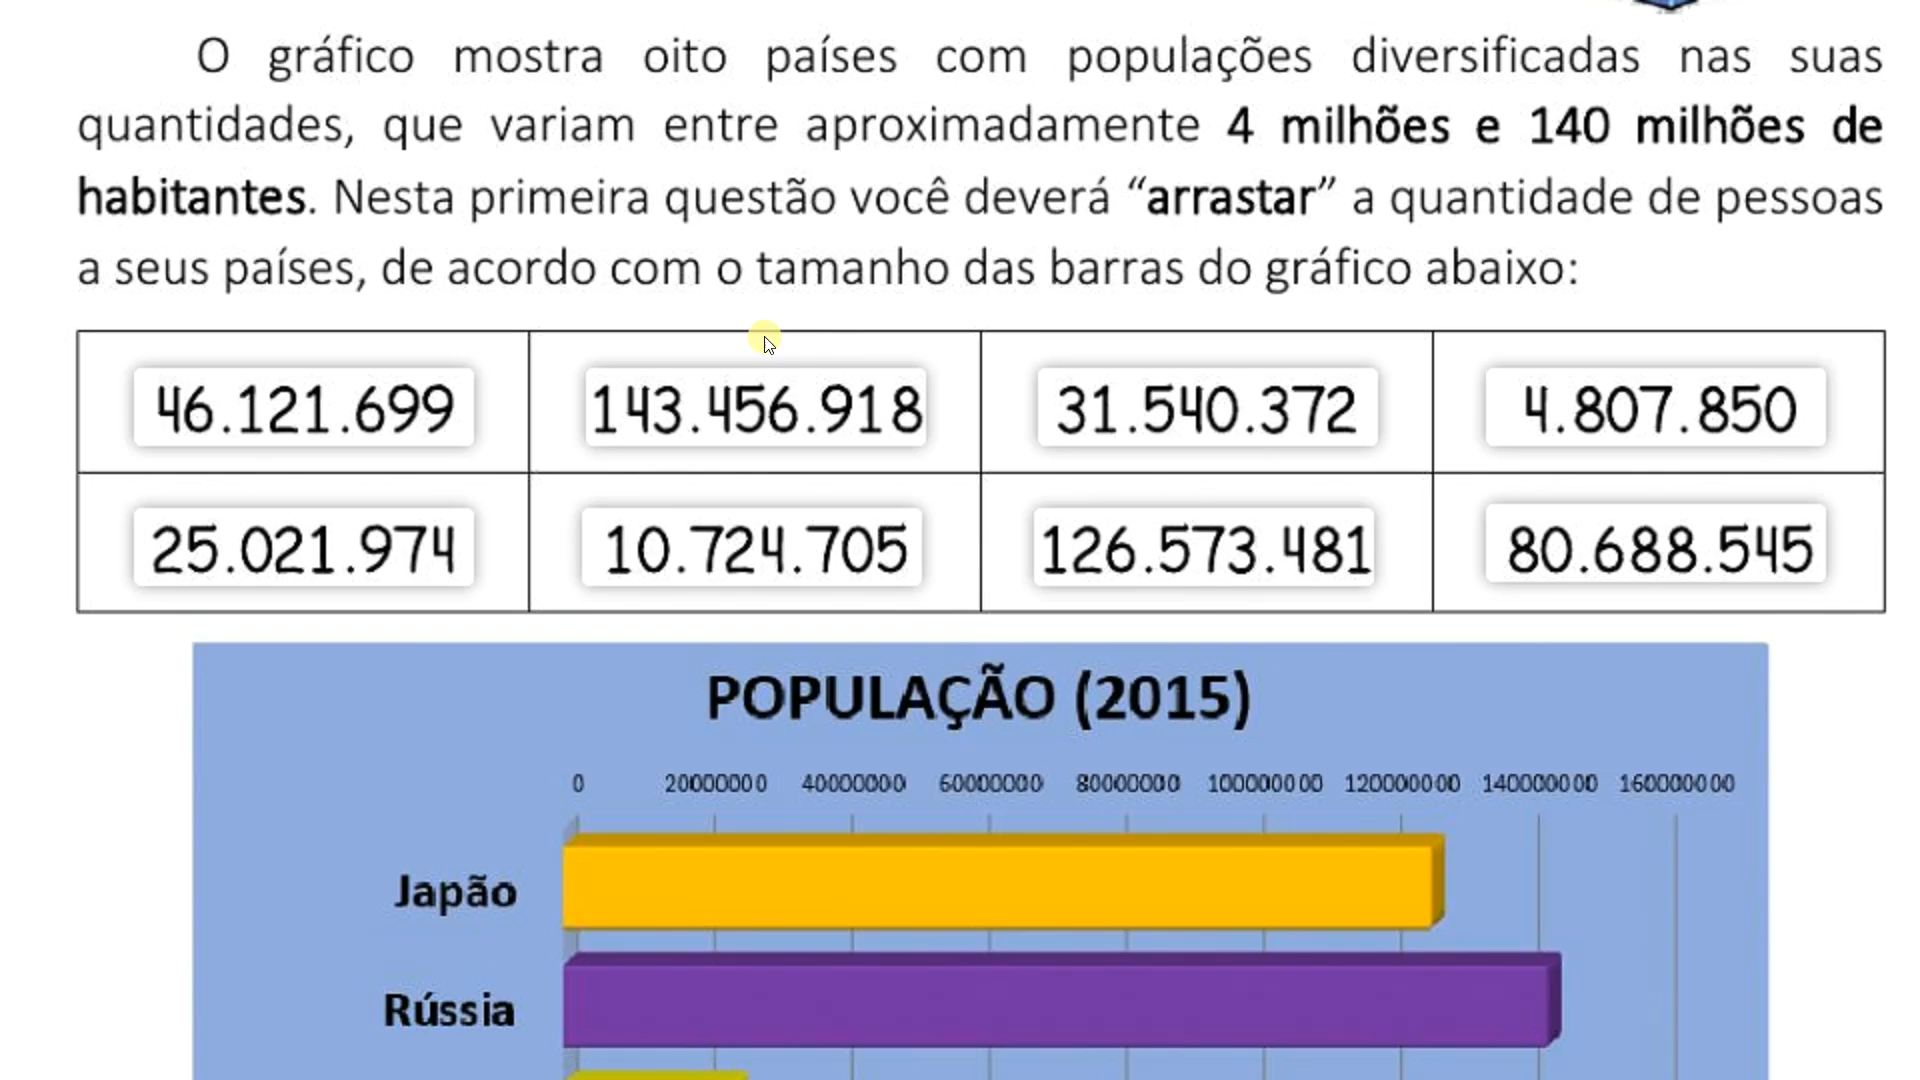 O gráfico mostra oito países com populações diversificadas nas suas
quantidades, que variam entre aproximadamente 4 milhões e 140 milhões de
habitantes. Nesta primeira questão você deverá “arrastar” a quantidade de pessoas
a seus países, de acordo com o tamanho das barras do gráfico abaixo:
46.121.699 143.456.918 31.540.372 4.807.850
25.021.974 10.724.705 126.573.481 80.688.545
POPULAÇÃO (2015)
0 20000000 40000000 60000000 80000000 100000000 120000000 140000000 160000000
Japão
Rússia